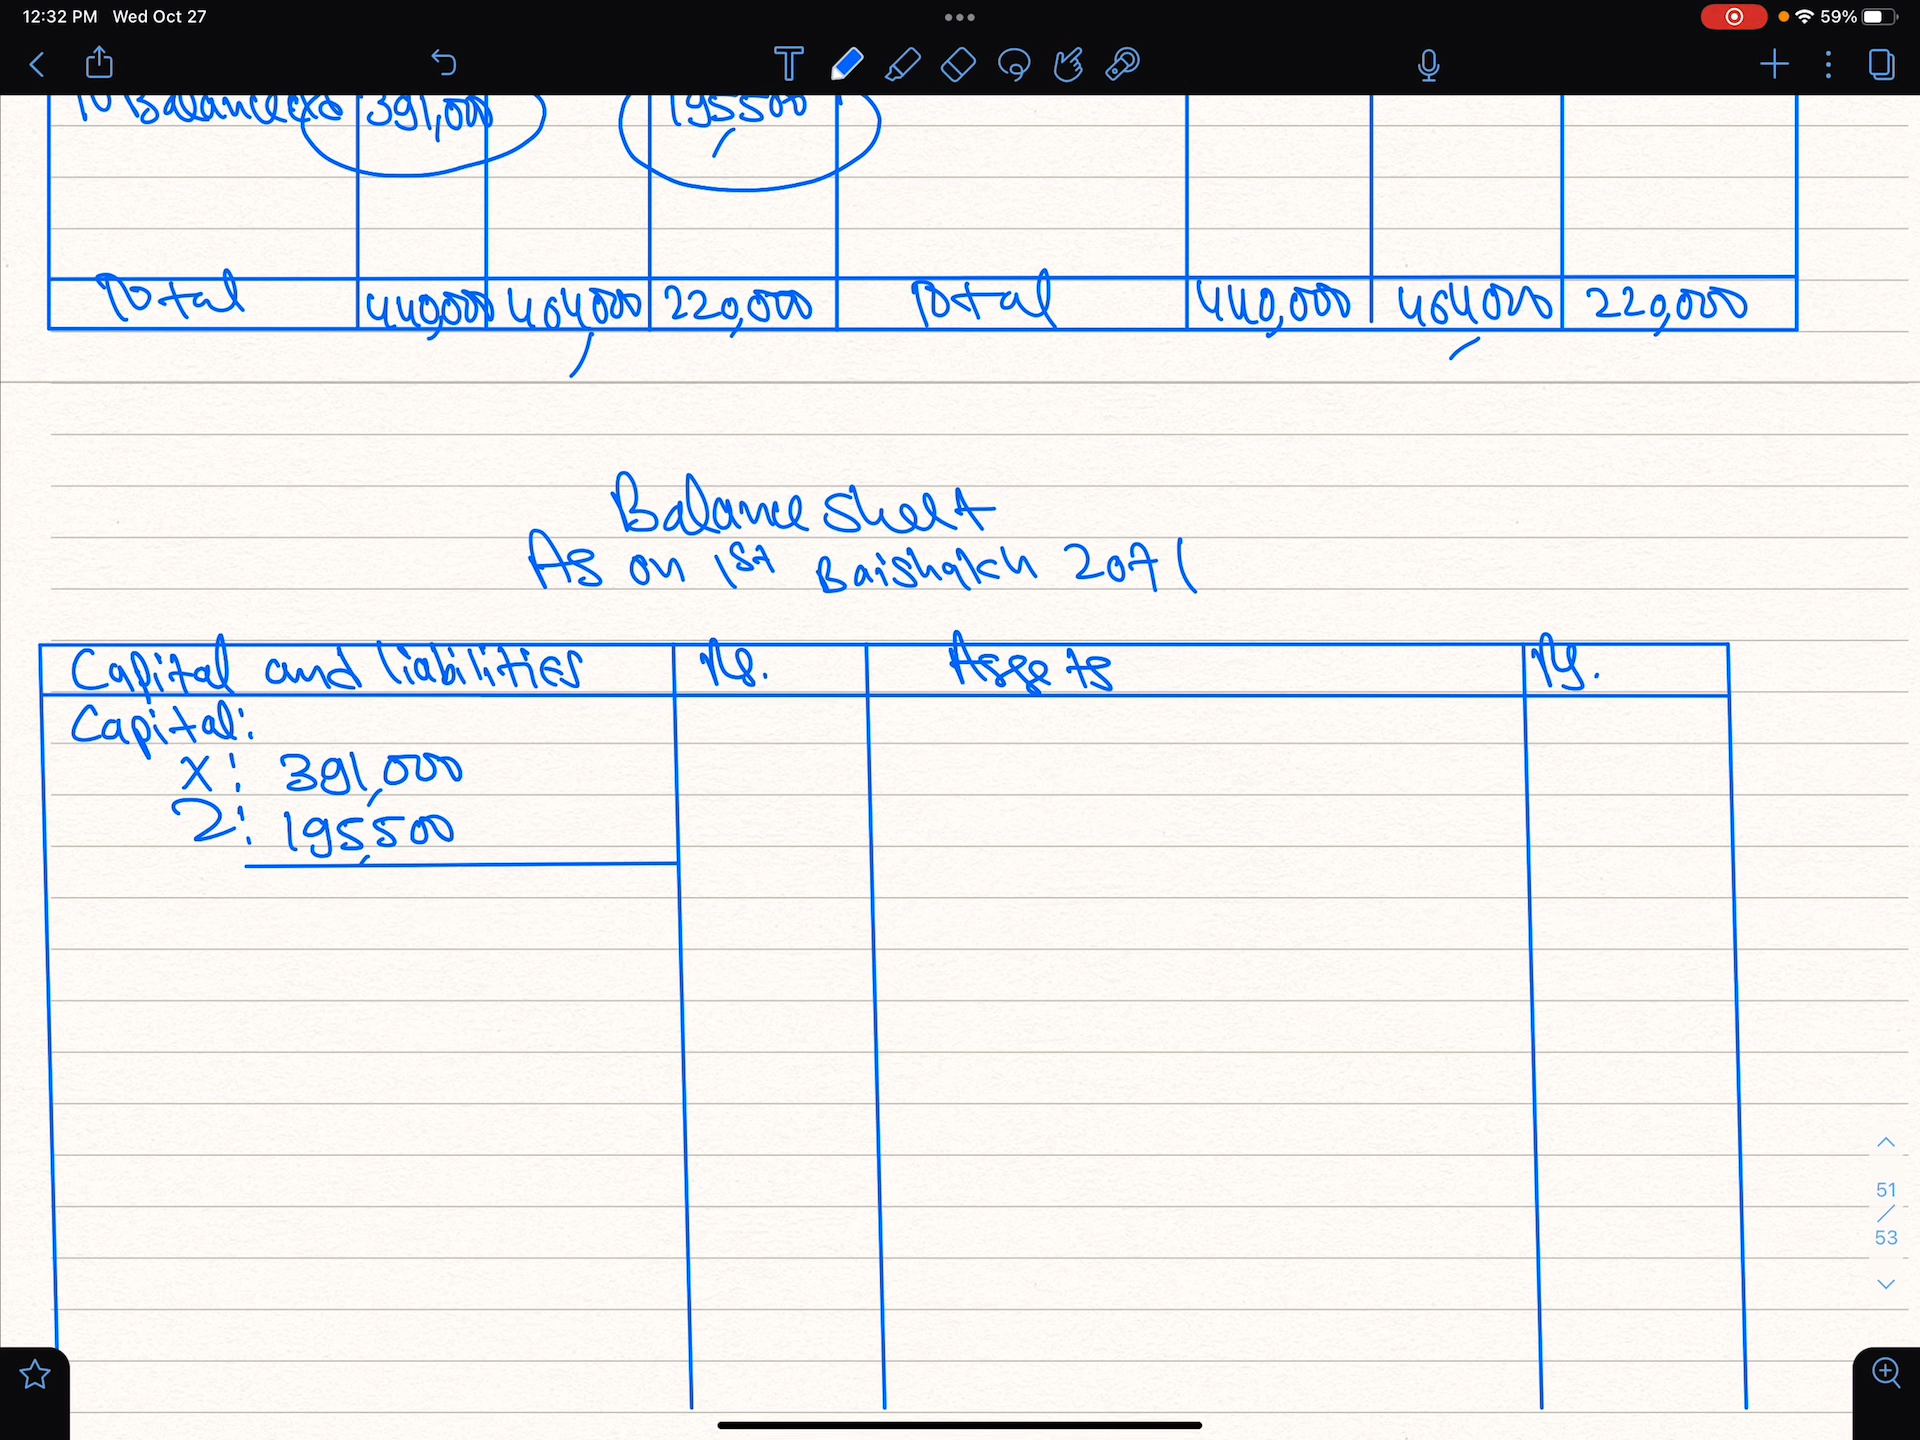 12:32 PM Wed Oct 27
59%
To Balance c/d 391,000 195500
Total 440,000 464000 220,000 Total 440,000 464000 220,000
Balance sheet
As on 1st Baishakh 2071
Capital and liabilities Rs. Assets Rs.
Capital:
X: 391,000
Z: 195,500
51
/
53